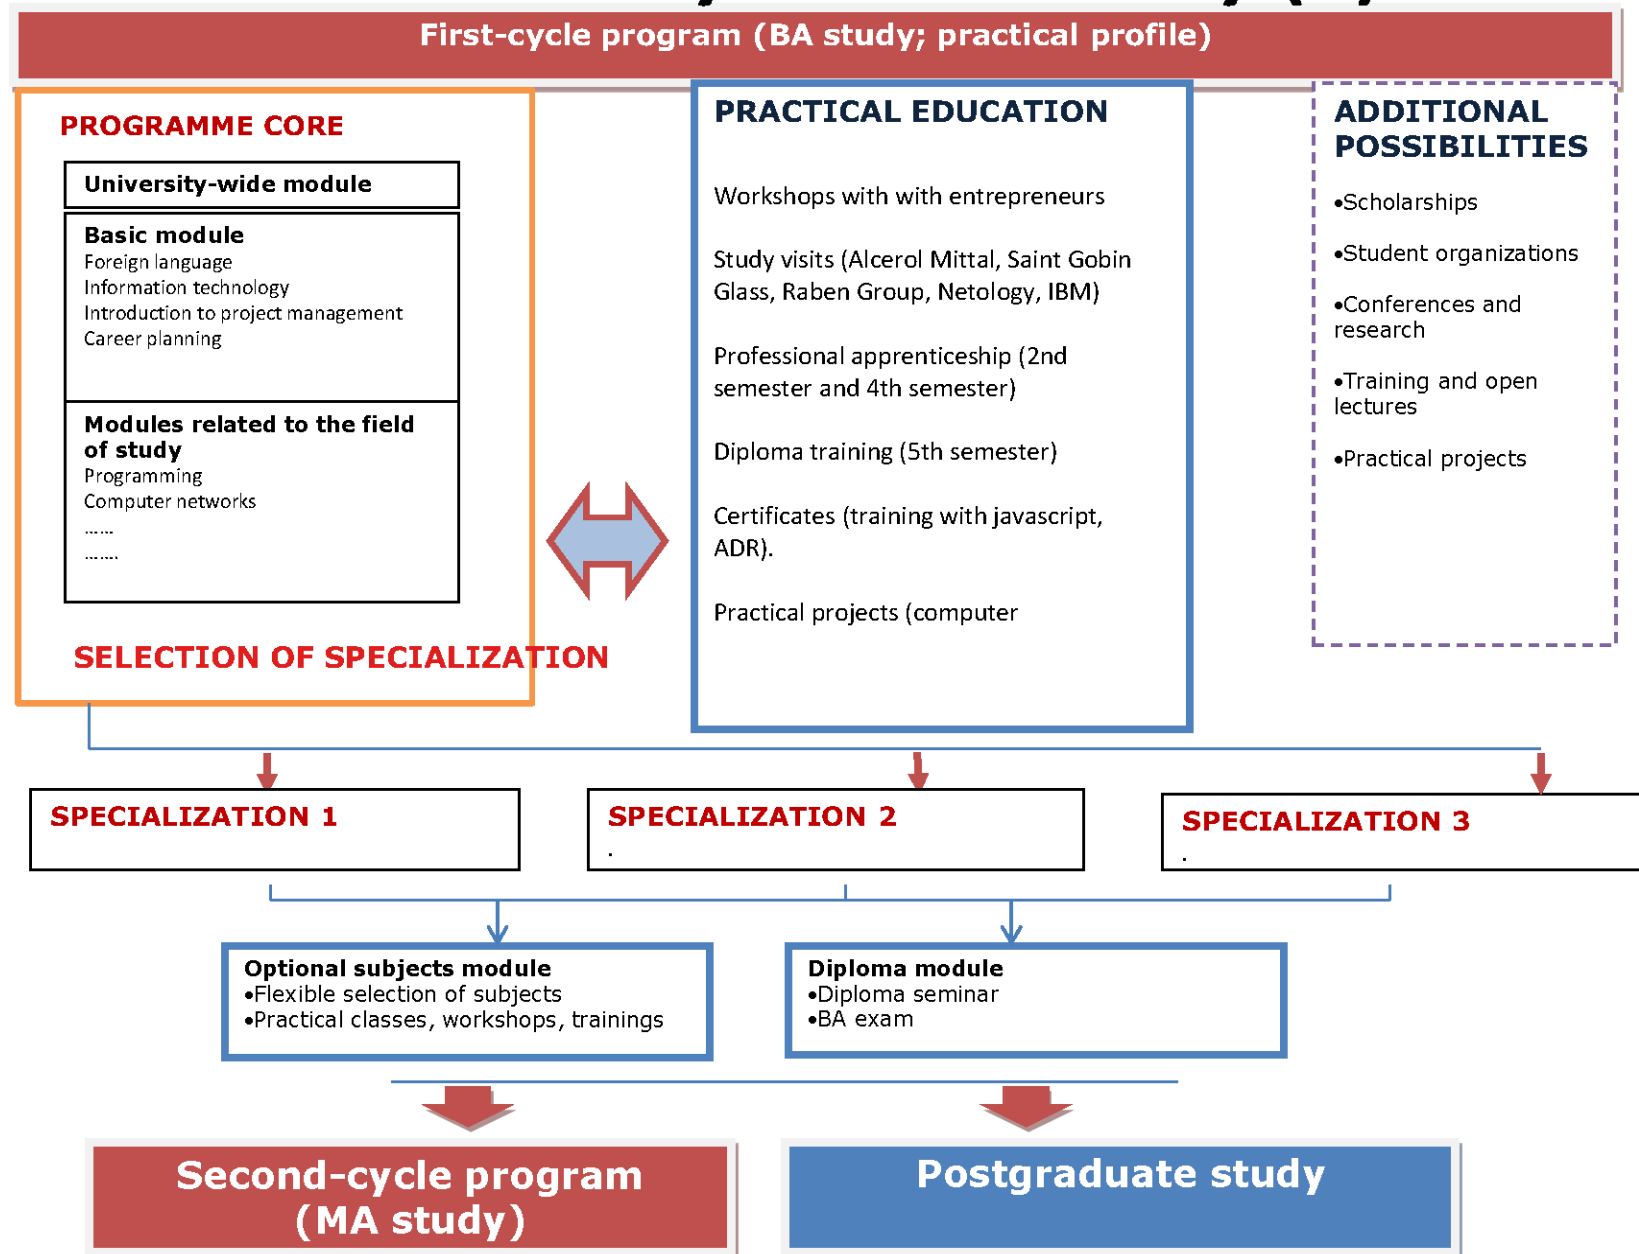 First-cycle program (BA study; practical profile)
PROGRAMME CORE
University-wide module
Basic module
Foreign language
Information technology
Introduction to project management
Career planning
Modules related to the field
of study
Programming
Computer networks
......
.......
SELECTION OF SPECIALIZATION
PRACTICAL EDUCATION
Workshops with with entrepreneurs
Study visits (Alcerol Mittal, Saint Gobin
Glass, Raben Group, Netology, IBM)
Professional apprenticeship (2nd
semester and 4th semester)
Diploma training (5th semester)
Certificates (training with javascript,
ADR).
Practical projects (computer
ADDITIONAL
POSSIBILITIES
•Scholarships
•Student organizations
•Conferences and
research
•Training and open
lectures
•Practical projects
SPECIALIZATION 1
SPECIALIZATION 2
.
SPECIALIZATION 3
.
Optional subjects module
•Flexible selection of subjects
•Practical classes, workshops, trainings
Diploma module
•Diploma seminar
•BA exam
Second-cycle program
(MA study)
Postgraduate study